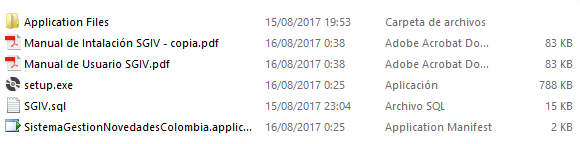 Application Files 15/08/2017 19:53 Carpeta de archivos
Manual de Intalación SGIV - copia.pdf 16/08/2017 0:38 Adobe Acrobat Do... 83 KB
Manual de Usuario SGIV.pdf 16/08/2017 0:38 Adobe Acrobat Do... 83 KB
setup.exe 16/08/2017 0:25 Aplicación 788 KB
SGIV.sql 15/08/2017 23:04 Archivo SQL 15 KB
SistemaGestionNovedadesColombia.applic... 16/08/2017 0:25 Application Manifest 2 KB